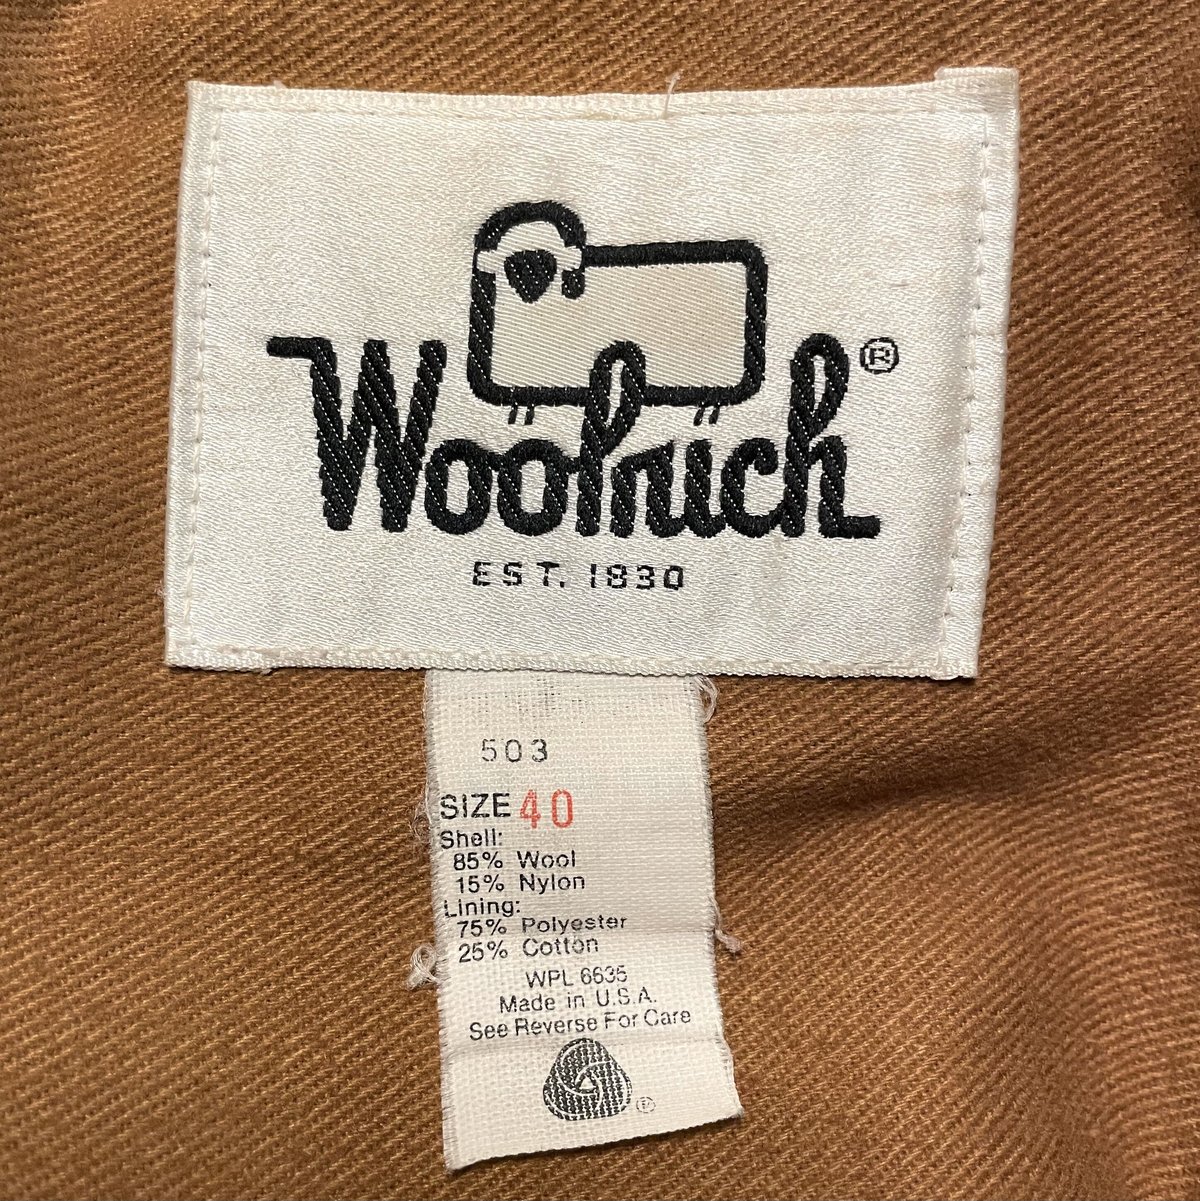 Woolrich®
EST. 1830
503
SIZE 40
Shell:
85% Wool
15% Nylon
Lining:
75% Polyester
25% Cotton
WPL 6635
Made in U.S.A.
See Reverse For Care
®